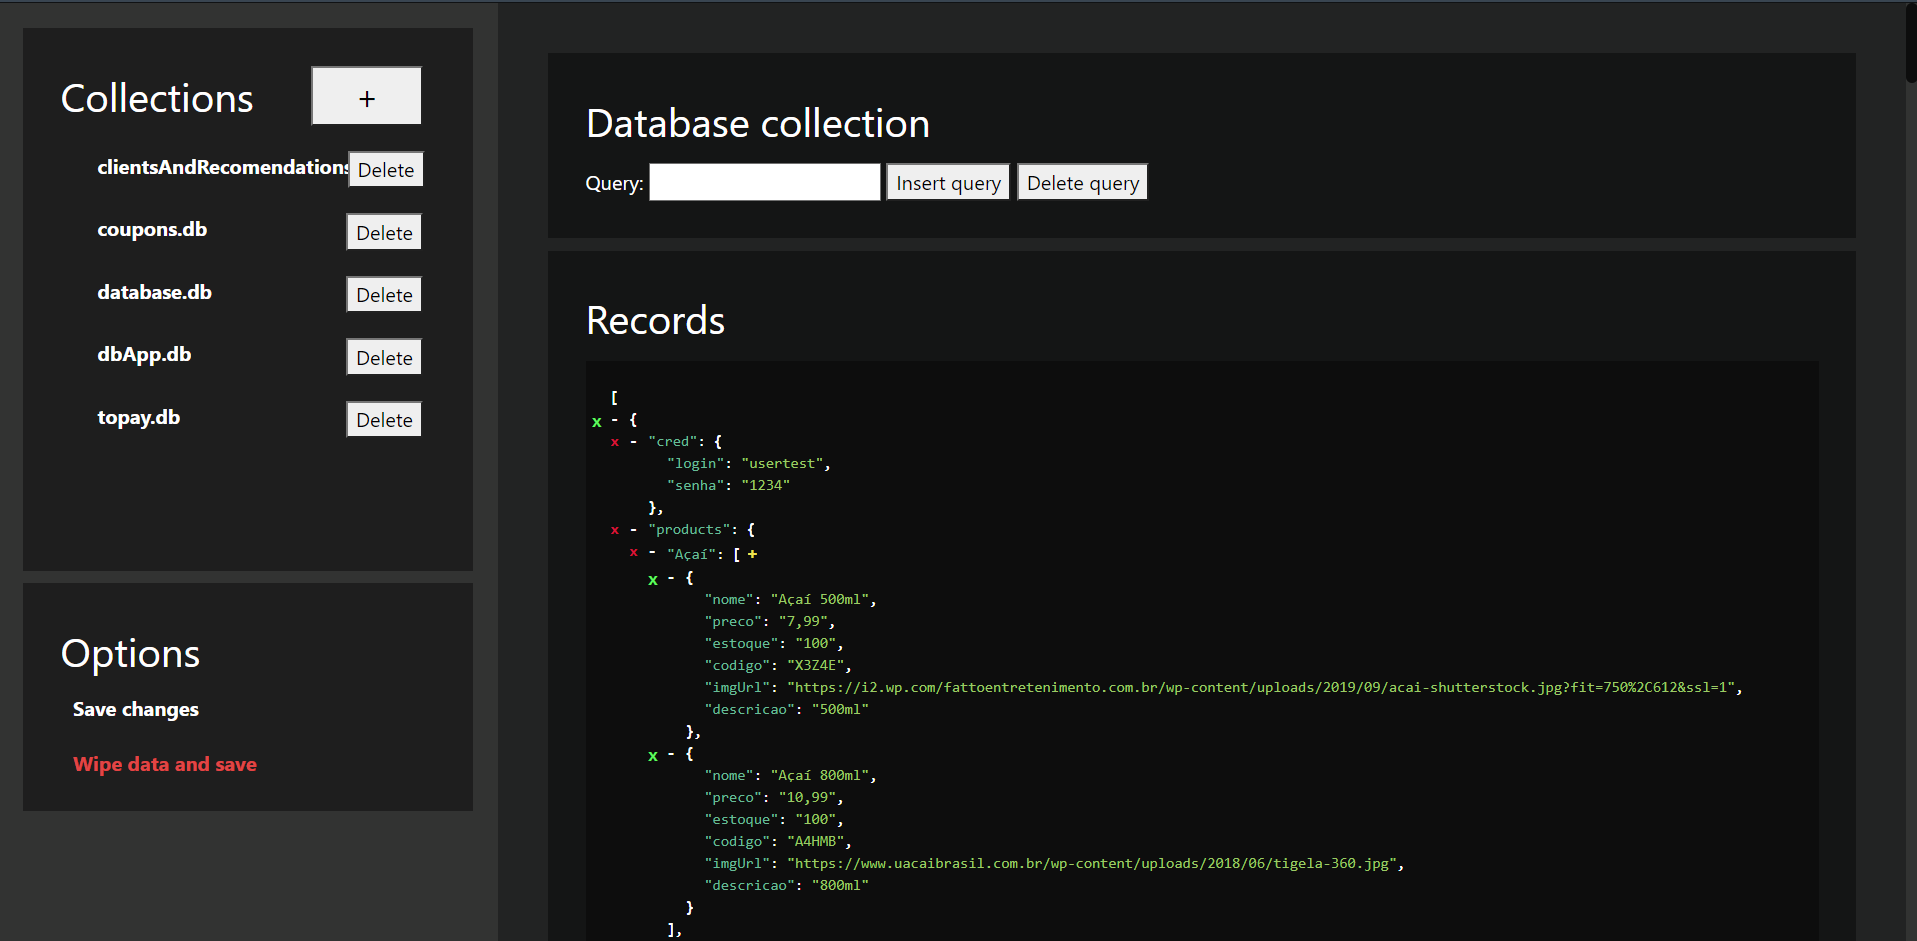 Collections
+
clientsAndRecomendations
Delete
coupons.db
Delete
database.db
Delete
dbApp.db
Delete
topay.db
Delete
Options
Save changes
Wipe data and save
Database collection
Query:
Insert query
Delete query
Records
[
x - {
x - "cred": {
"login": "usertest",
"senha": "1234"
},
x - "products": {
x - "Açaí": [ +
x - {
"nome": "Açaí 500ml",
"preco": "7,99",
"estoque": "100",
"codigo": "X3Z4E",
"imgUrl": "https://i2.wp.com/fattoentretenimento.com.br/wp-content/uploads/2019/09/acai-shutterstock.jpg?fit=750%2C612&ssl=1",
"descricao": "500ml"
},
x - {
"nome": "Açaí 800ml",
"preco": "10,99",
"estoque": "100",
"codigo": "A4HMB",
"imgUrl": "https://www.uacaibrasil.com.br/wp-content/uploads/2018/06/tigela-360.jpg",
"descricao": "800ml"
}
],